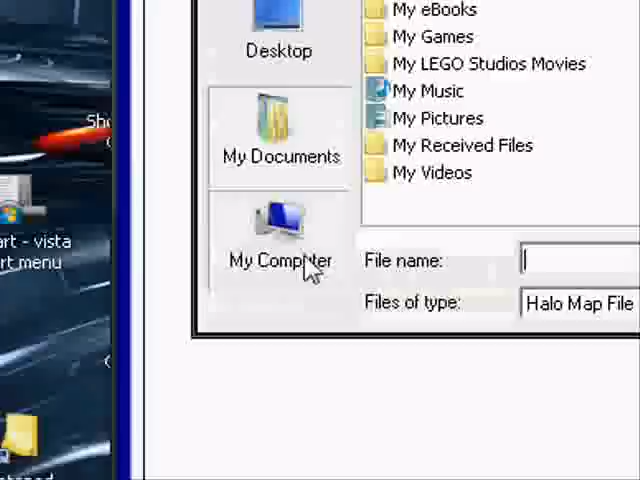 My eBooks
Desktop
My Games
My LEGO Studios Movies
My Music
My Pictures
My Documents
My Received Files
My Videos
My Computer
File name:
Files of type:
Halo Map File
art - vista
rt menu